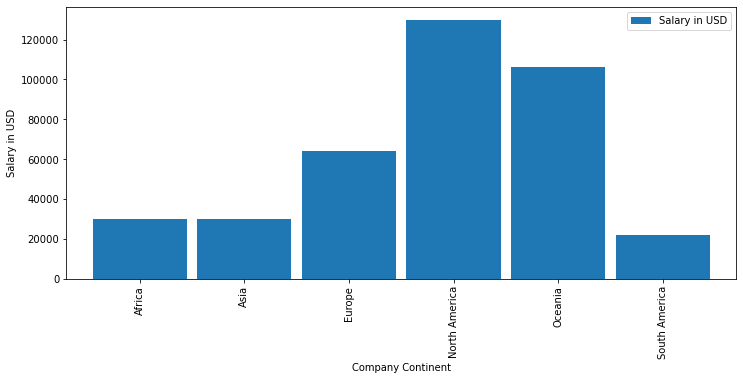 Salary in USD
120000
100000
80000
60000
40000
20000
0
Salary in USD
Africa
Asia
Europe
North America
Oceania
South America
Company Continent